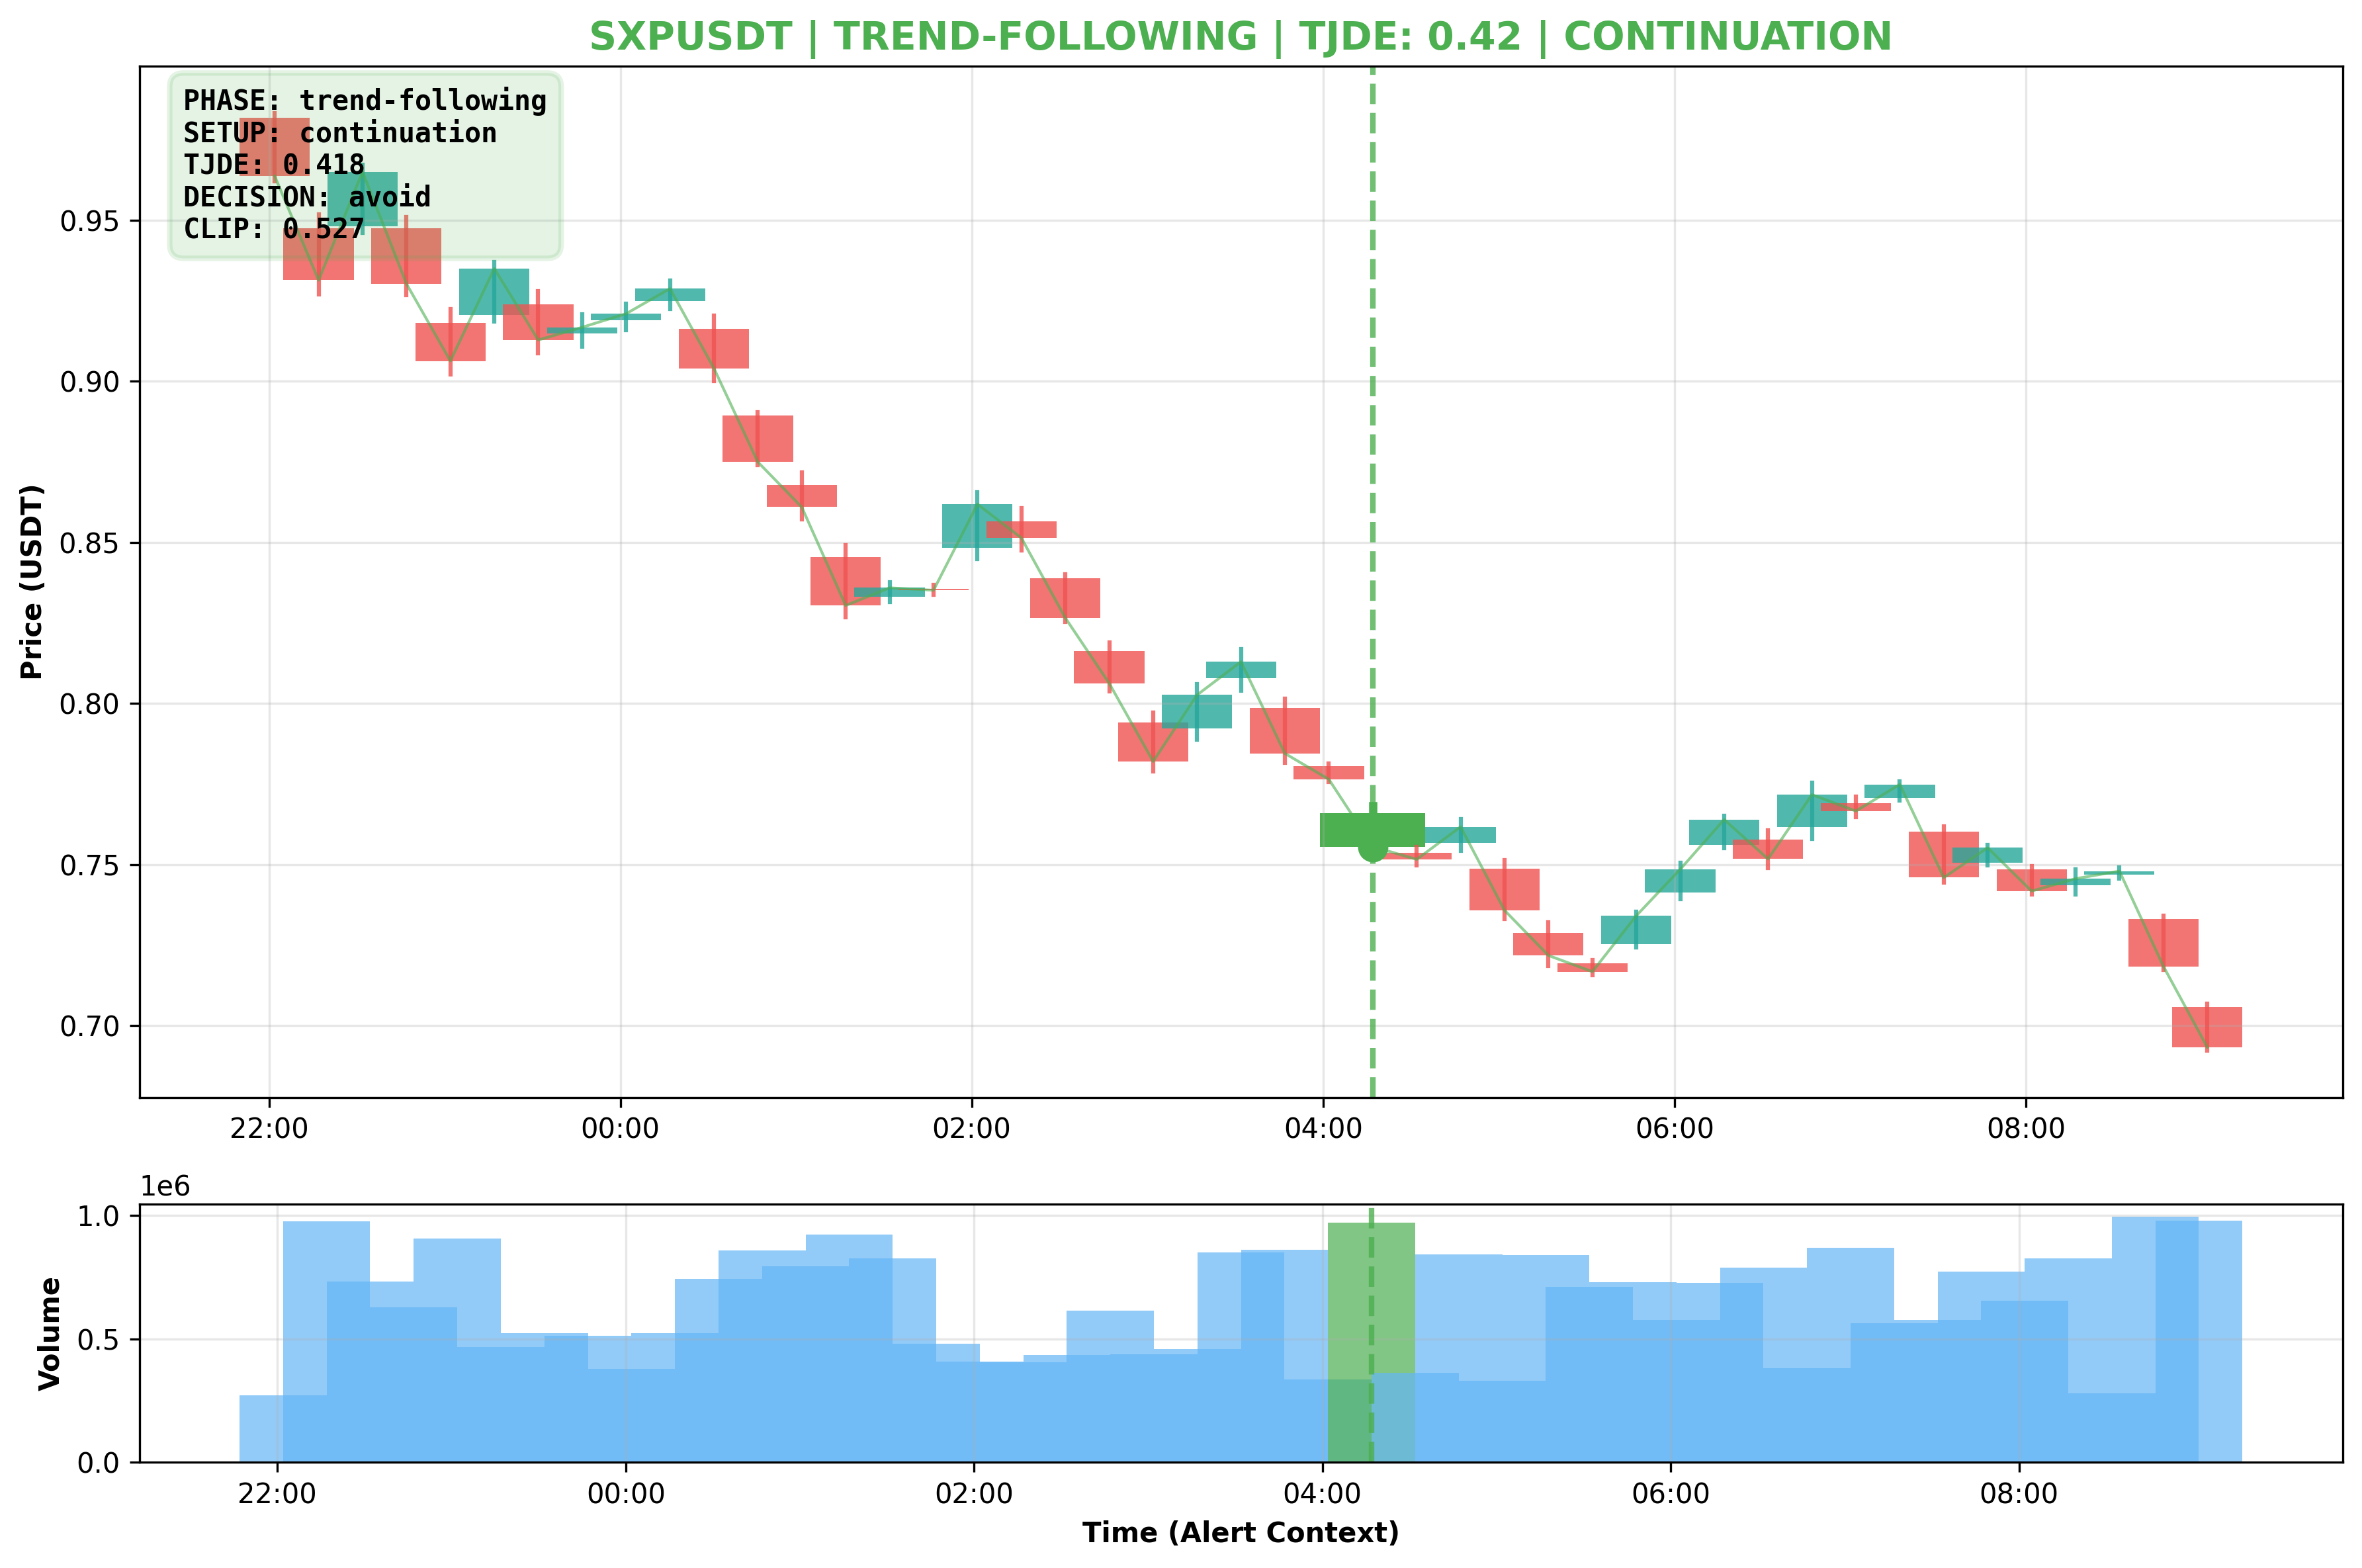 SXPUSDT | TREND-FOLLOWING | TJDE: 0.42 | CONTINUATION
PHASE: trend-following
SETUP: continuation
TJDE: 0.418
DECISION: avoid
CLIP: 0.527
Price (USDT)
0.95
0.90
0.85
0.80
0.75
0.70
22:00 00:00 02:00 04:00 06:00 08:00
1e6
Volume
1.0
0.5
0.0
22:00 00:00 02:00 04:00 06:00 08:00
Time (Alert Context)